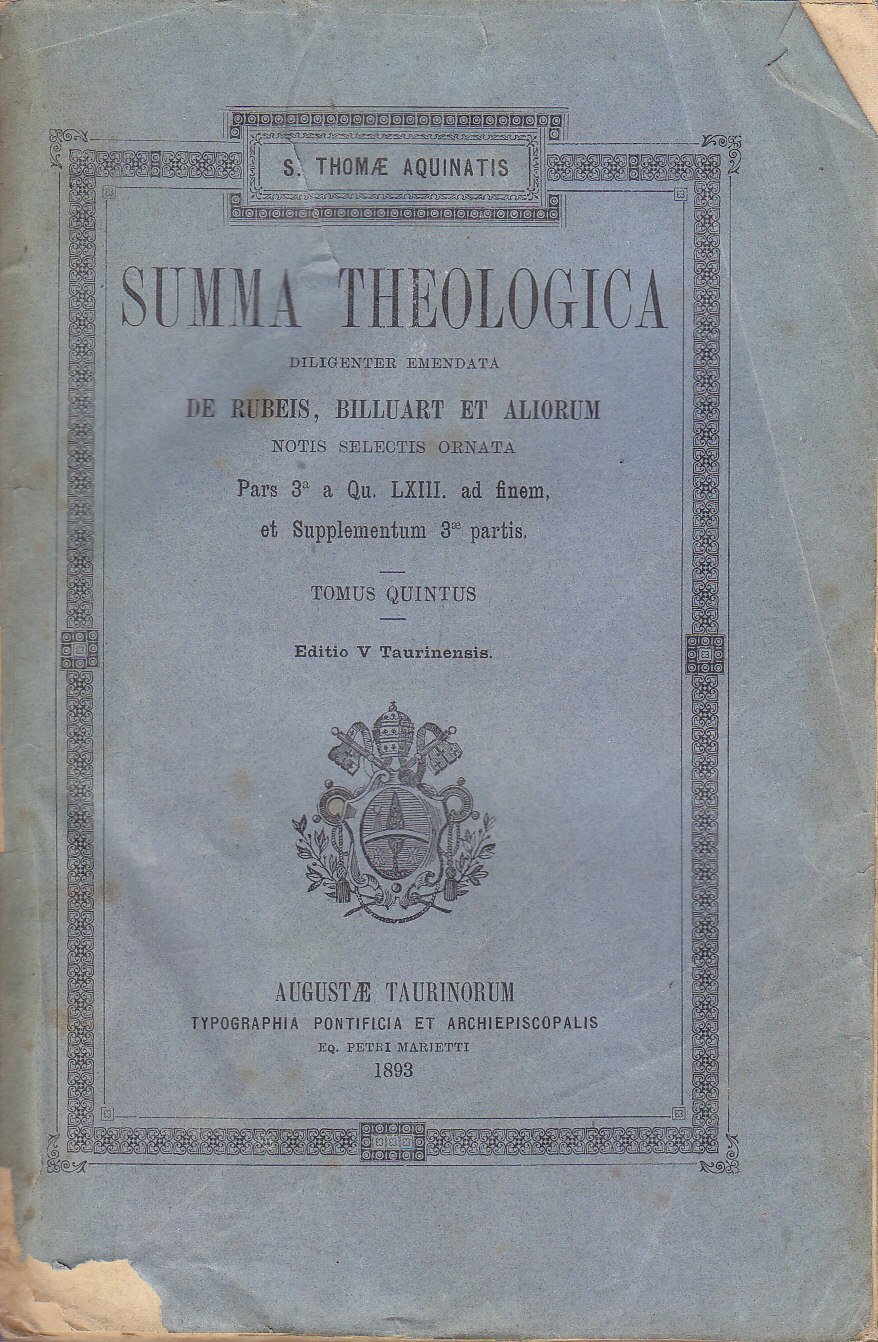 S. THOMÆ AQUINATIS
SUMMA THEOLOGICA
DILIGENTER EMENDATA
DE RUBEIS, BILLUART ET ALIORUM
NOTIS SELECTIS ORNATA
Pars 3ª a Qu. LXIII. ad finem,
et Supplementum 3æ partis.
TOMUS QUINTUS
Editio V Taurinensis.
AUGUSTÆ TAURINORUM
TYPOGRAPHIA PONTIFICIA ET ARCHIEPISCOPALIS
EQ. PETRI MARIETTI
1893